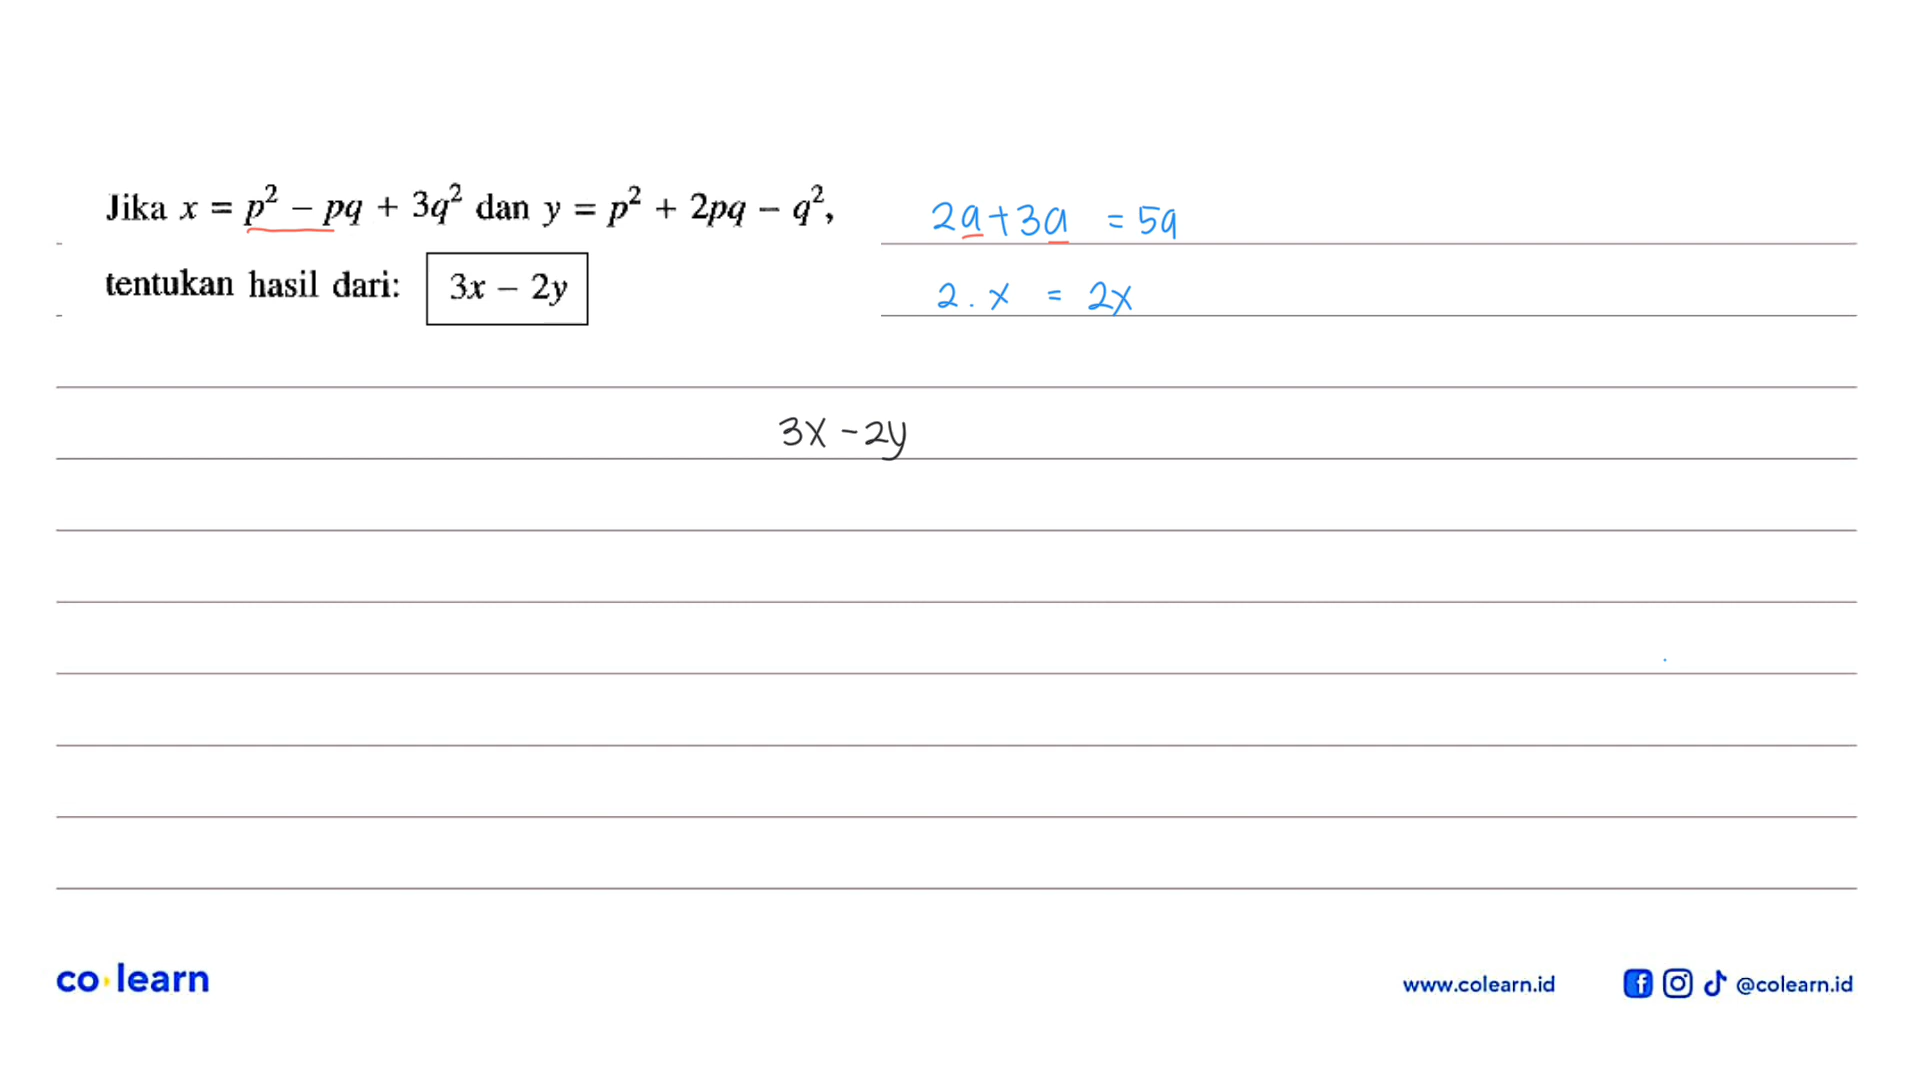 Jika x = p² − pq + 3q² dan y = p² + 2pq − q²,
tentukan hasil dari: 3x − 2y
2a+3a = 5a
2 . x = 2x
3x - 2y
co learn
www.colearn.id
@colearn.id